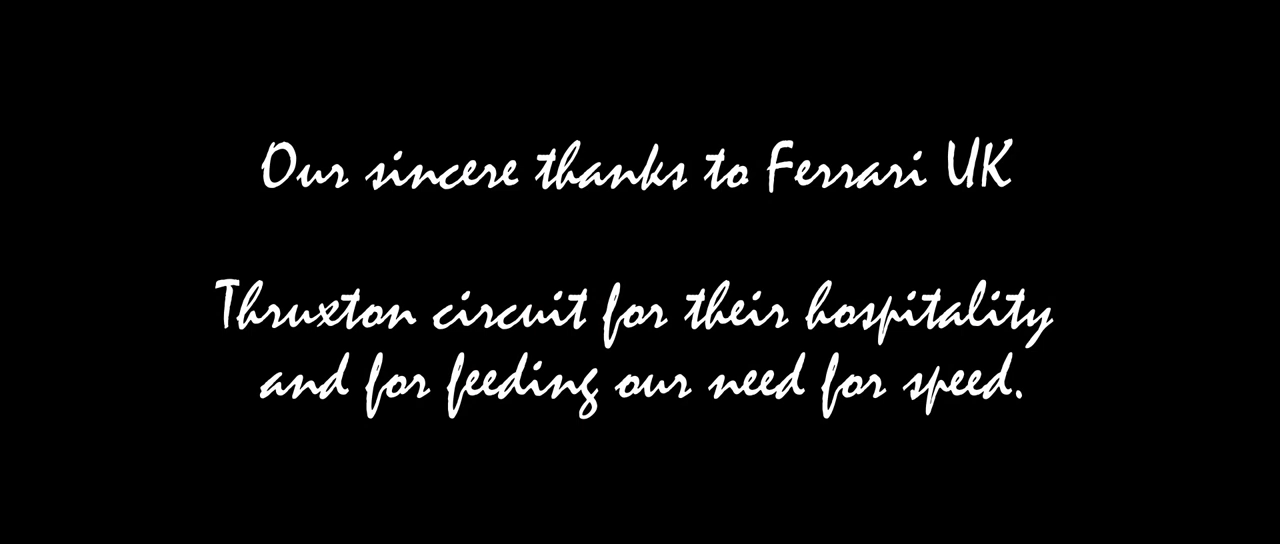 Our sincere thanks to Ferrari UK
Thruxton circuit for their hospitality
and for feeding our need for speed.